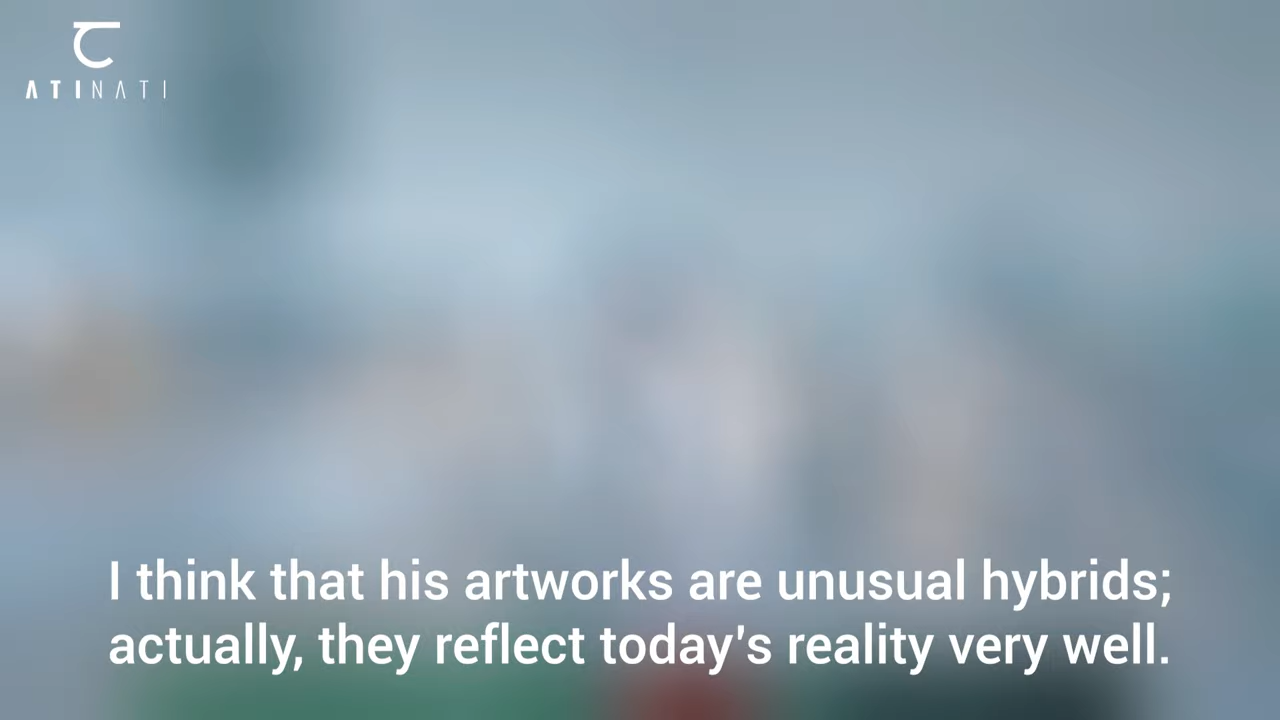 ATINATI
I think that his artworks are unusual hybrids;
actually, they reflect today's reality very well.